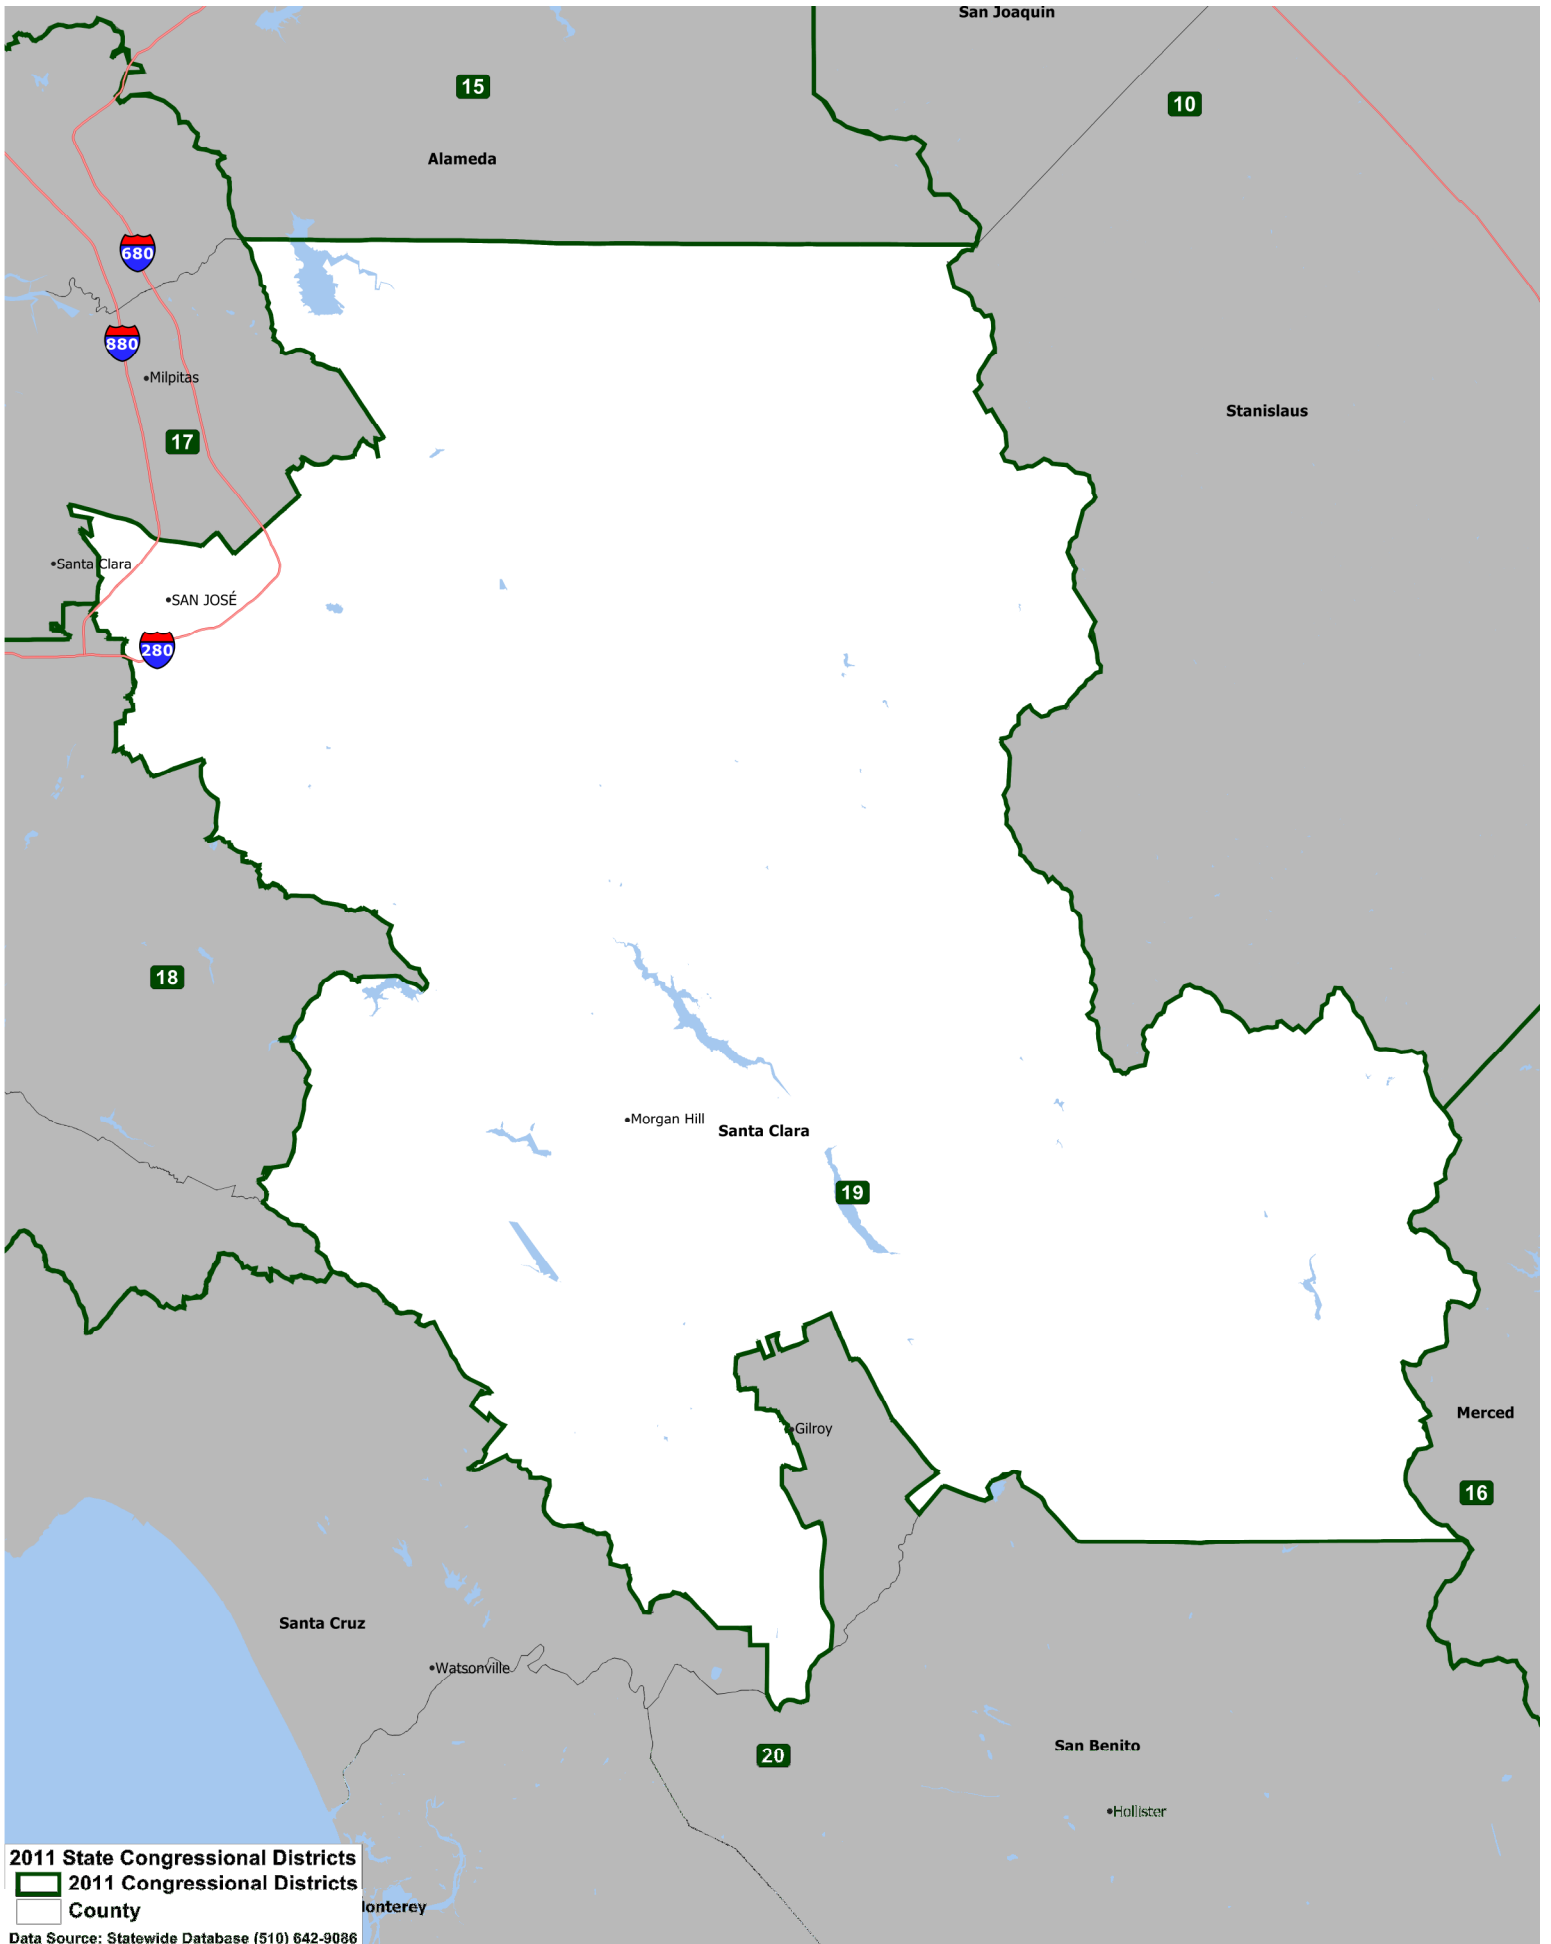 San Joaquin
15
10
Alameda
680
880
Milpitas
Stanislaus
17
Santa Clara
SAN JOSÉ
280
18
Morgan Hill
Santa Clara
19
Merced
Gilroy
16
Santa Cruz
Watsonville
20
San Benito
Hollister
2011 State Congressional Districts
2011 Congressional Districts
County
onterey
Data Source: Statewide Database (510) 642-9086